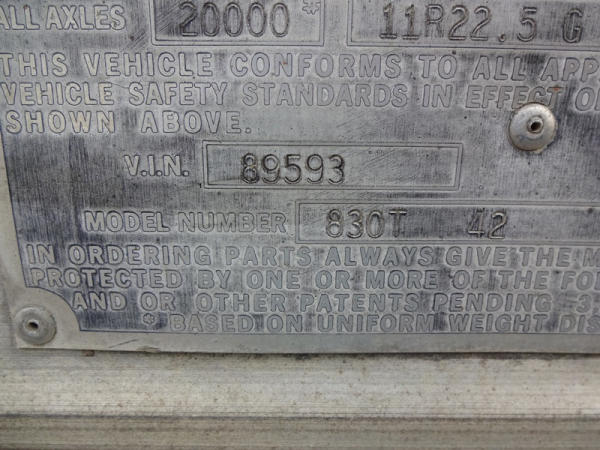 ALL AXLES 20000 * 11R22.5 G
THIS VEHICLE CONFORMS TO ALL APP
VEHICLE SAFETY STANDARDS IN EFFECT O
SHOWN ABOVE.
V.I.N. 89593
MODEL NUMBER 830T 42
IN ORDERING PARTS ALWAYS GIVE THE M
PROTECTED BY ONE OR MORE OF THE FO
AND OR OTHER PATENTS PENDING 3
* BASED ON UNIFORM WEIGHT DIS